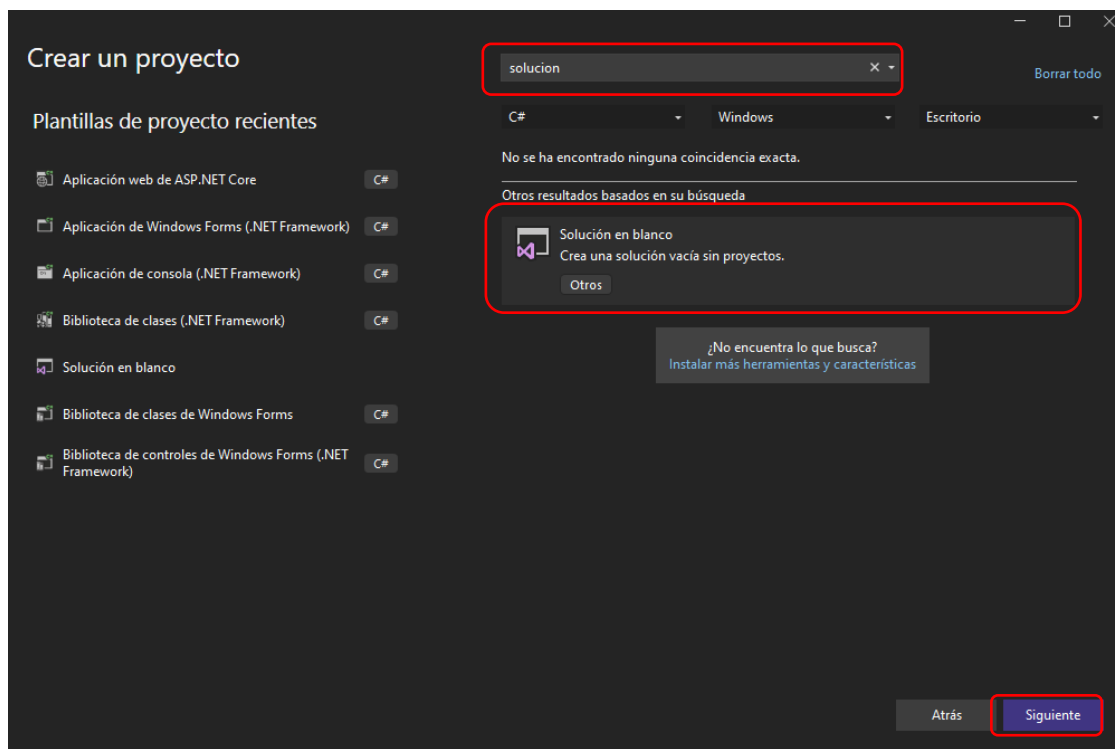 Crear un proyecto
solucion
Borrar todo
Plantillas de proyecto recientes
C#
Windows
Escritorio
No se ha encontrado ninguna coincidencia exacta.
Otros resultados basados en su búsqueda
Solución en blanco
Crea una solución vacía sin proyectos.
Otros
¿No encuentra lo que busca?
Instalar más herramientas y características
Aplicación web de ASP.NET Core C#
Aplicación de Windows Forms (.NET Framework) C#
Aplicación de consola (.NET Framework) C#
Biblioteca de clases (.NET Framework) C#
Solución en blanco
Biblioteca de clases de Windows Forms C#
Biblioteca de controles de Windows Forms (.NET
Framework) C#
Atrás
Siguiente